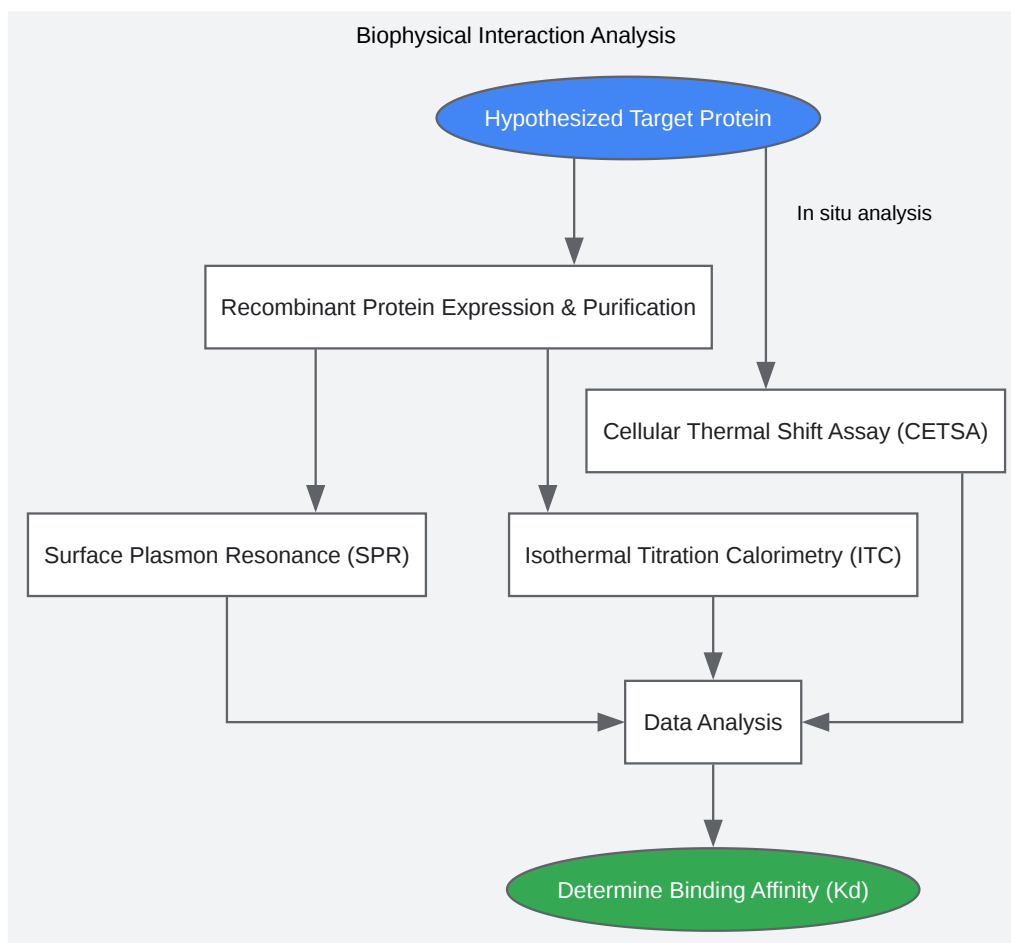 Biophysical Interaction Analysis
Hypothesized Target Protein
In situ analysis
Recombinant Protein Expression & Purification
Cellular Thermal Shift Assay (CETSA)
Surface Plasmon Resonance (SPR)
Isothermal Titration Calorimetry (ITC)
Data Analysis
Determine Binding Affinity (Kd)